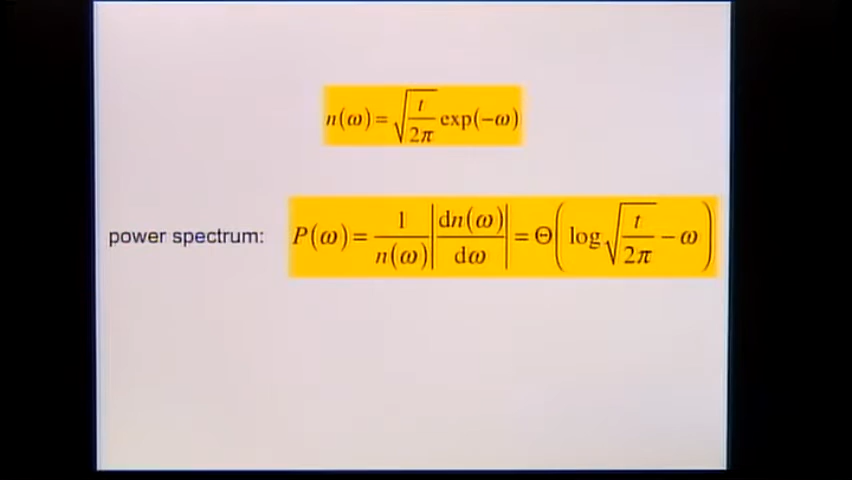 n(ω) = √(t/2π) exp(−ω)
power spectrum: P(ω) = 1/n(ω) |dn(ω)/dω| = Θ(log √(t/2π) − ω)